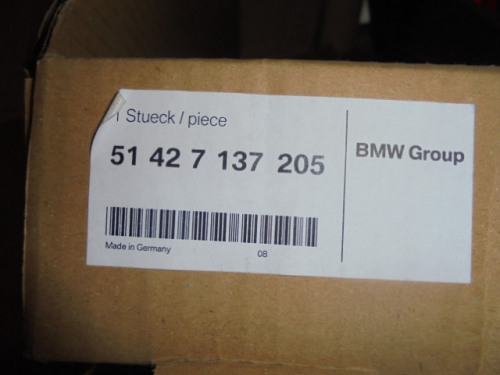 1 Stueck / piece
51 42 7 137 205
BMW Group
Made in Germany
08